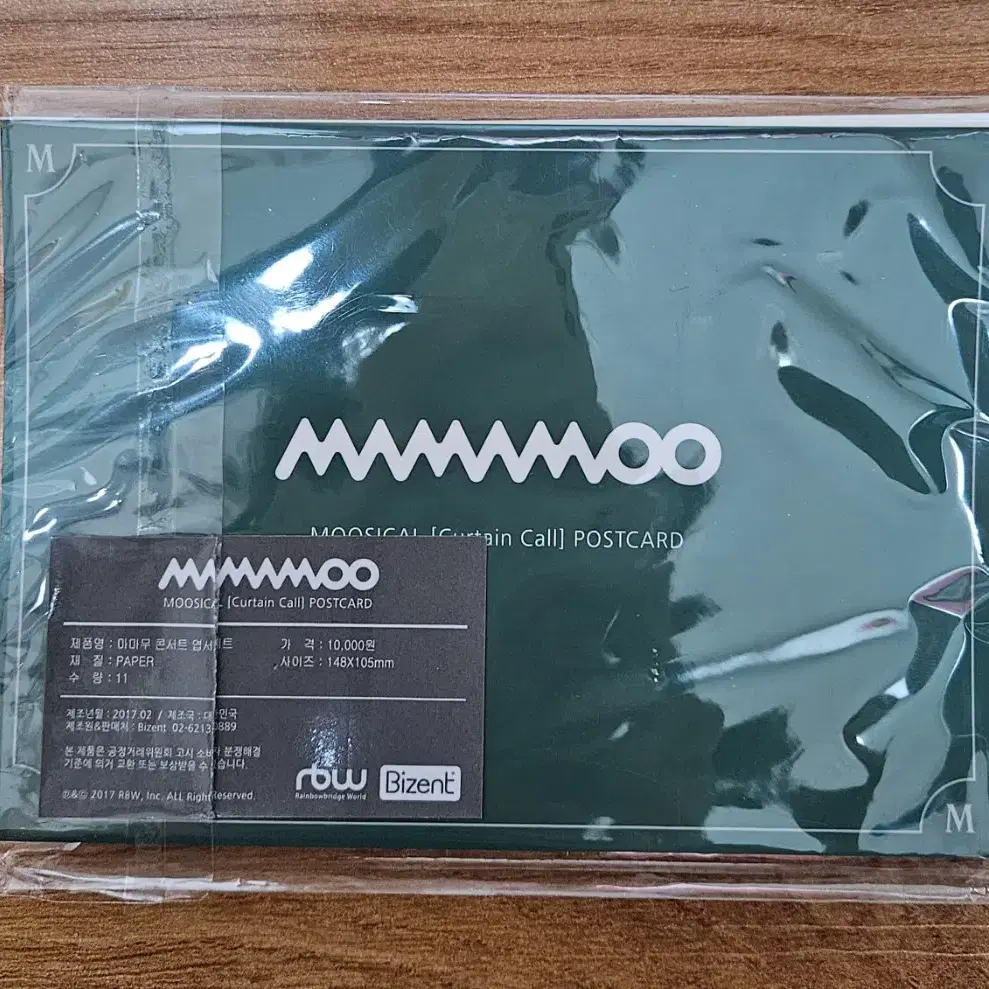 M
MAMAMOO
MOOSICAL [Curtain Call] POSTCARD
MAMAMOO
MOOSICAL [Curtain Call] POSTCARD
제품명 : 마마무 콘서트 엽서세트
가 격 : 10,000원
재 질 : PAPER
사이즈 : 148X105mm
수 량 : 11
제조년월 : 2017.02 / 제조국 : 대한민국
제조원&판매처 : Bizent 02-6213-0889
본 제품은 공정거래위원회 고시 소비자 분쟁해결
기준에 의거 교환 또는 보상받을 수 있습니다.
℗&© 2017 RBW, Inc. ALL Right Reserved.
rbw
Rainbowbridge World
Bizent
M